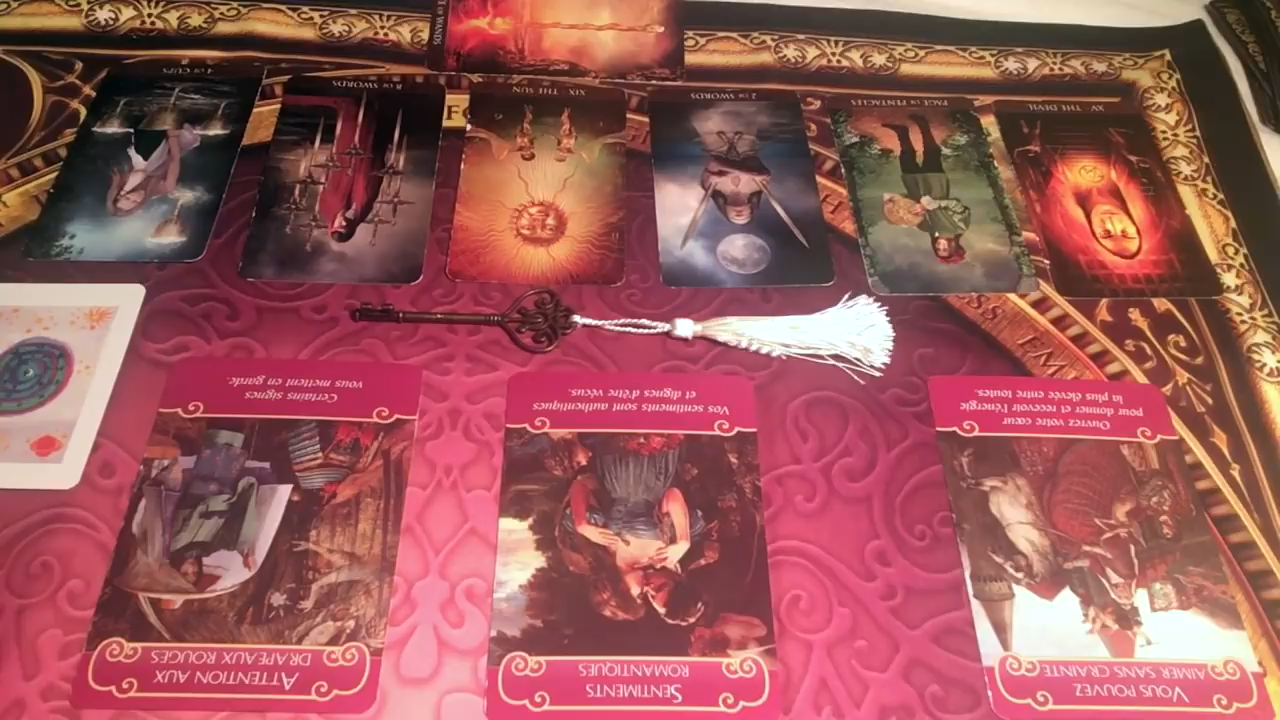 T OF WANDS
4 OF CUPS
8 OF SWORDS
XIX · THE SUN
2 OF SWORDS
PAGE OF PENTACLES
XV · THE DEVIL
Certains signes
vous mettent en garde.
ATTENTION AUX
DRAPEAUX ROUGES
Vos sentiments sont authentiques
et dignes d'être vécus.
SENTIMENTS
ROMANTIQUES
Ouvrez votre cœur
pour donner et recevoir l'énergie
la plus élevée entre toutes.
VOUS POUVEZ
AIMER SANS CRAINTE